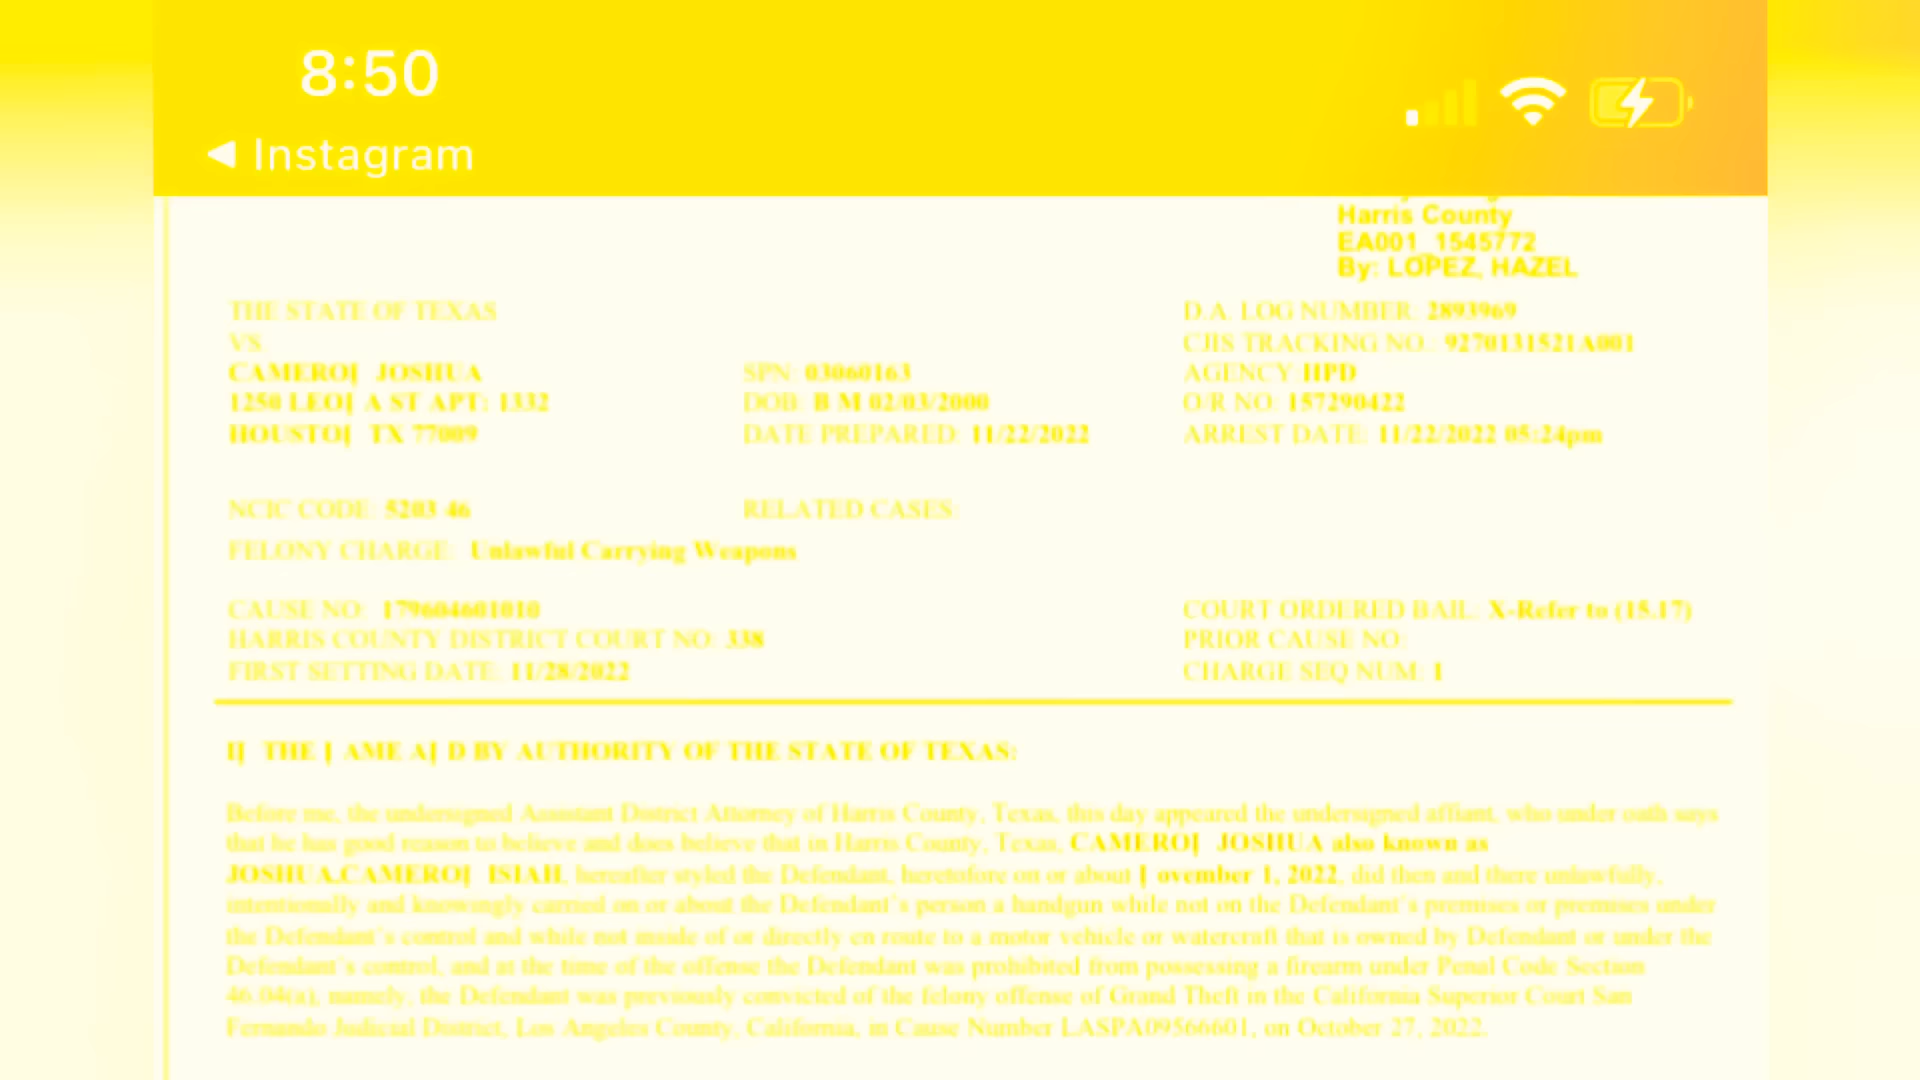 8:50
◀ Instagram
Harris County
EA001_1545772
By: LOPEZ, HAZEL
THE STATE OF TEXAS
VS
CAMERO[ JOSHUA
1250 LEO[ A ST APT: 1332
HOUSTO[ TX 77009
SPN: 03060163
DOB: B M 02/03/2000
DATE PREPARED: 11/22/2022
D.A. LOG NUMBER: 2893969
CJIS TRACKING NO.: 9270131521A001
AGENCY: HPD
O/R NO: 157290422
ARREST DATE: 11/22/2022 05:24pm
NCIC CODE: 5203 46
RELATED CASES:
FELONY CHARGE: Unlawful Carrying Weapons
CAUSE NO: 179604601010
HARRIS COUNTY DISTRICT COURT NO: 338
FIRST SETTING DATE: 11/28/2022
COURT ORDERED BAIL: X-Refer to (15.17)
PRIOR CAUSE NO:
CHARGE SEQ NUM: 1
I[ THE [ AME A[ D BY AUTHORITY OF THE STATE OF TEXAS:
Before me, the undersigned Assistant District Attorney of Harris County, Texas, this day appeared the undersigned affiant, who under oath says
that he has good reason to believe and does believe that in Harris County, Texas, CAMERO[ JOSHUA also known as
JOSHUA,CAMERO[ ISIAH, hereafter styled the Defendant, heretofore on or about [ ovember 1, 2022, did then and there unlawfully,
intentionally and knowingly carried on or about the Defendant's person a handgun while not on the Defendant's premises or premises under
the Defendant's control and while not inside of or directly en route to a motor vehicle or watercraft that is owned by Defendant or under the
Defendant's control, and at the time of the offense the Defendant was prohibited from possessing a firearm under Penal Code Section
46.04(a), namely, the Defendant was previously convicted of the felony offense of Grand Theft in the California Superior Court San
Fernando Judicial District, Los Angeles County, California, in Cause Number LASPA09566601, on October 27, 2022.